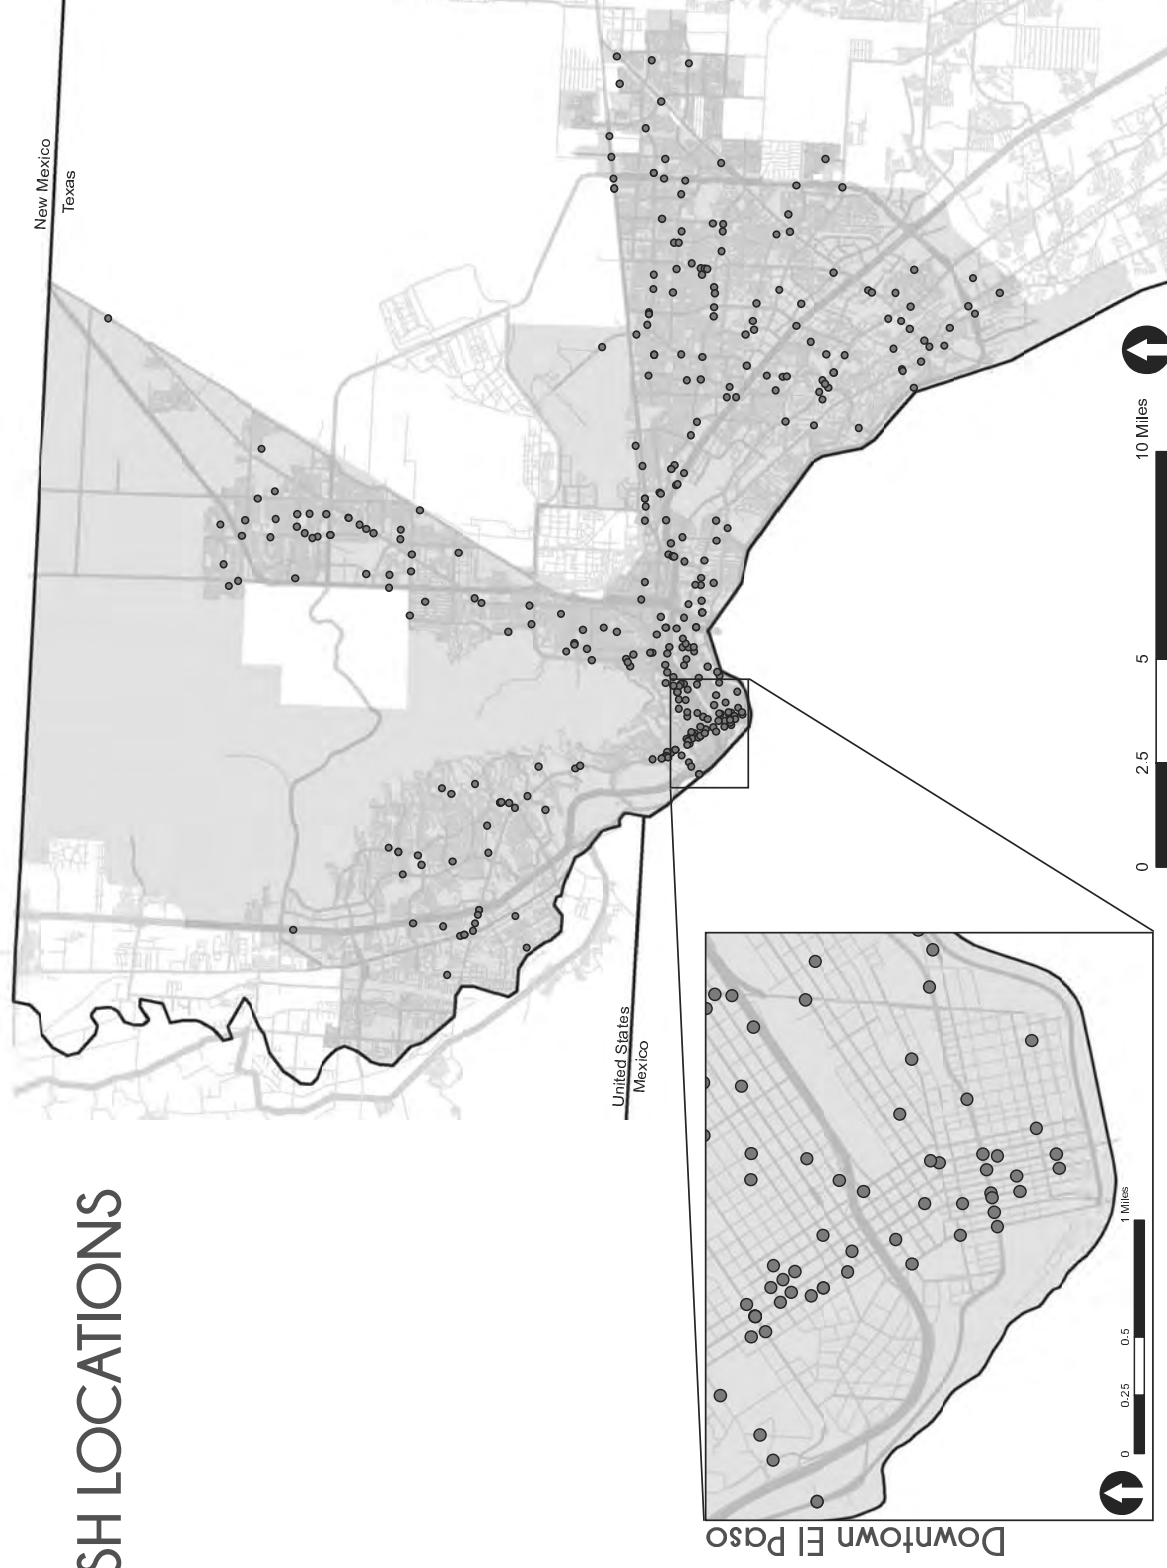 SH LOCATIONS
New Mexico
Texas
United States
Mexico
0
2.5
5
10 Miles
Downtown El Paso
0
0.25
0.5
1 Miles